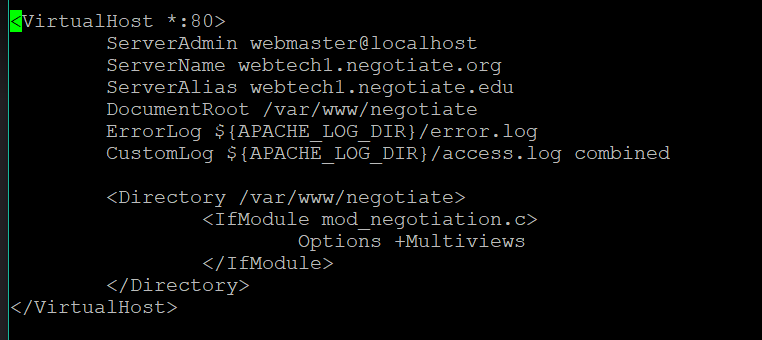 <VirtualHost *:80>
ServerAdmin webmaster@localhost
ServerName webtech1.negotiate.org
ServerAlias webtech1.negotiate.edu
DocumentRoot /var/www/negotiate
ErrorLog ${APACHE_LOG_DIR}/error.log
CustomLog ${APACHE_LOG_DIR}/access.log combined
<Directory /var/www/negotiate>
<IfModule mod_negotiation.c>
Options +Multiviews
</IfModule>
</Directory>
</VirtualHost>